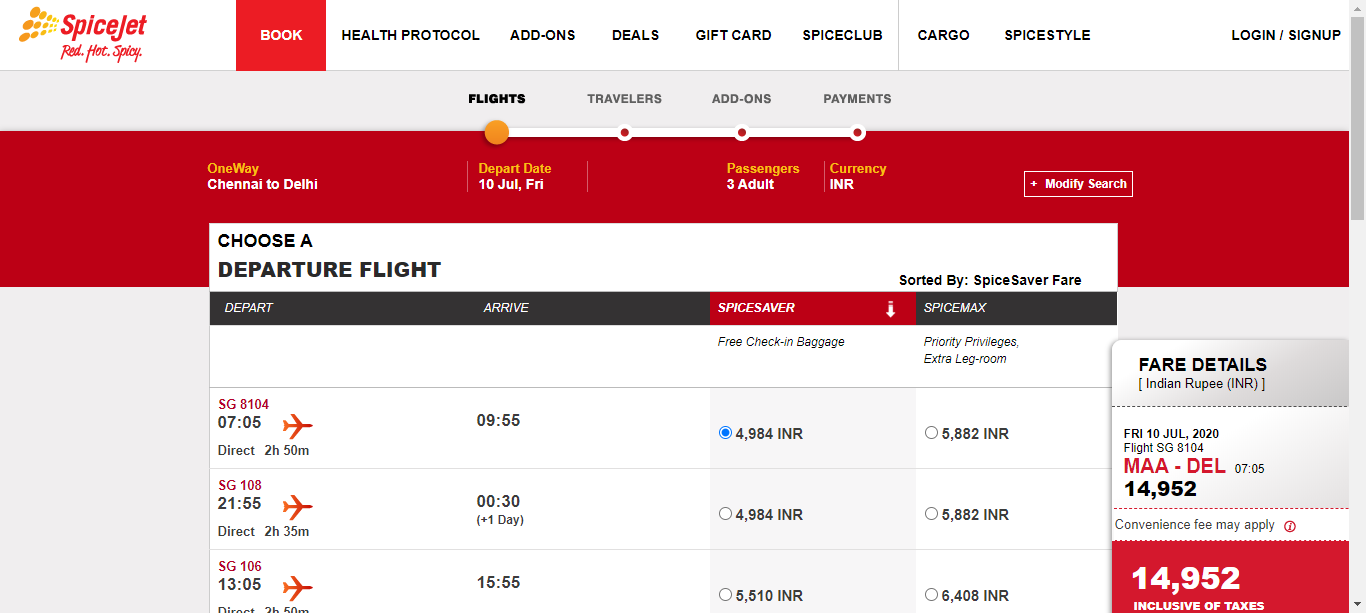 SpiceJet
Red. Hot. Spicy.
BOOK
HEALTH PROTOCOL
ADD-ONS
DEALS
GIFT CARD
SPICECLUB
CARGO
SPICESTYLE
LOGIN / SIGNUP
FLIGHTS
TRAVELERS
ADD-ONS
PAYMENTS
OneWay
Chennai to Delhi
Depart Date
10 Jul, Fri
Passengers
3 Adult
Currency
INR
+ Modify Search
CHOOSE A
DEPARTURE FLIGHT
Sorted By: SpiceSaver Fare
DEPART
ARRIVE
SPICESAVER
SPICEMAX
Free Check-in Baggage
Priority Privileges,
Extra Leg-room
SG 8104
07:05
Direct 2h 50m
09:55
4,984 INR
5,882 INR
SG 108
21:55
Direct 2h 35m
00:30
(+1 Day)
4,984 INR
5,882 INR
SG 106
13:05
Direct 2h 50m
15:55
5,510 INR
6,408 INR
FARE DETAILS
[ Indian Rupee (INR) ]
FRI 10 JUL, 2020
Flight SG 8104
MAA - DEL 07:05
14,952
Convenience fee may apply
14,952
INCLUSIVE OF TAXES